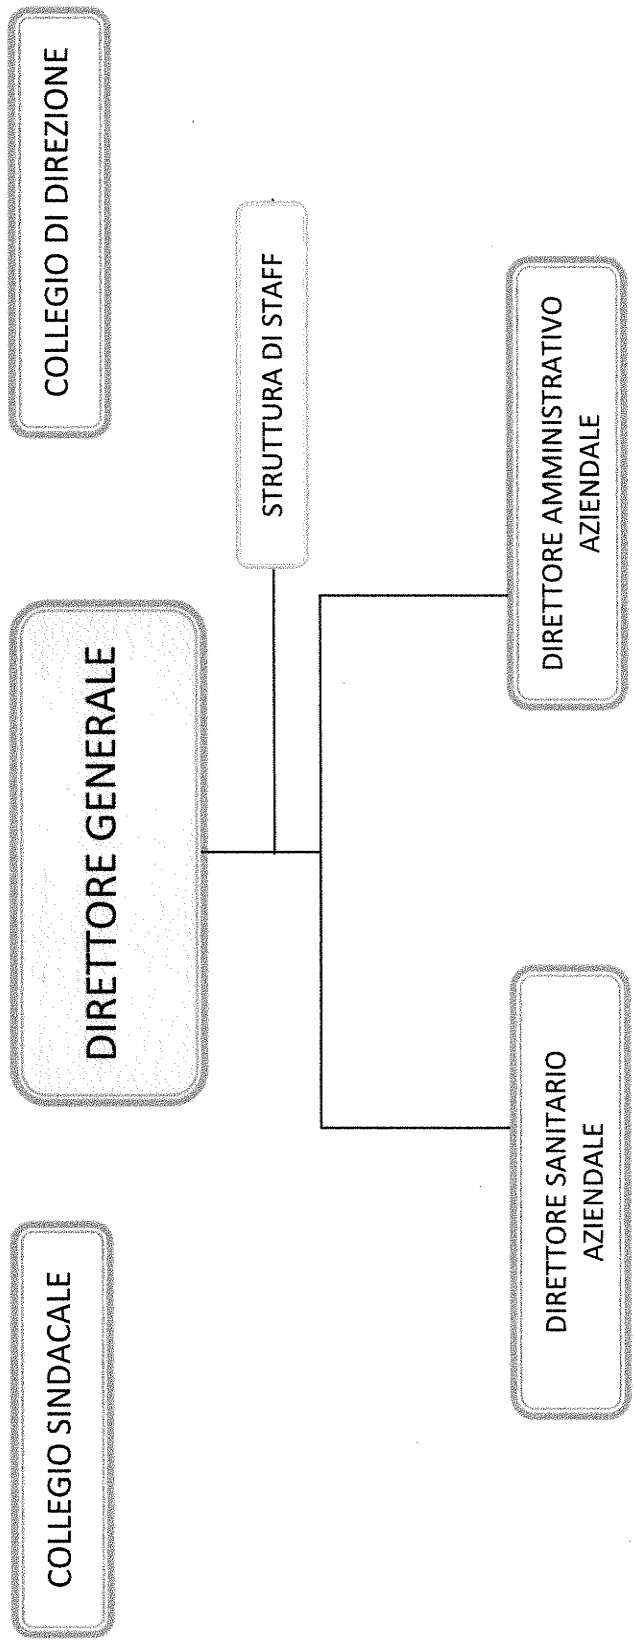 COLLEGIO SINDACALE
DIRETTORE GENERALE
COLLEGIO DI DIREZIONE
STRUTTURA DI STAFF
DIRETTORE SANITARIO
AZIENDALE
DIRETTORE AMMINISTRATIVO
AZIENDALE